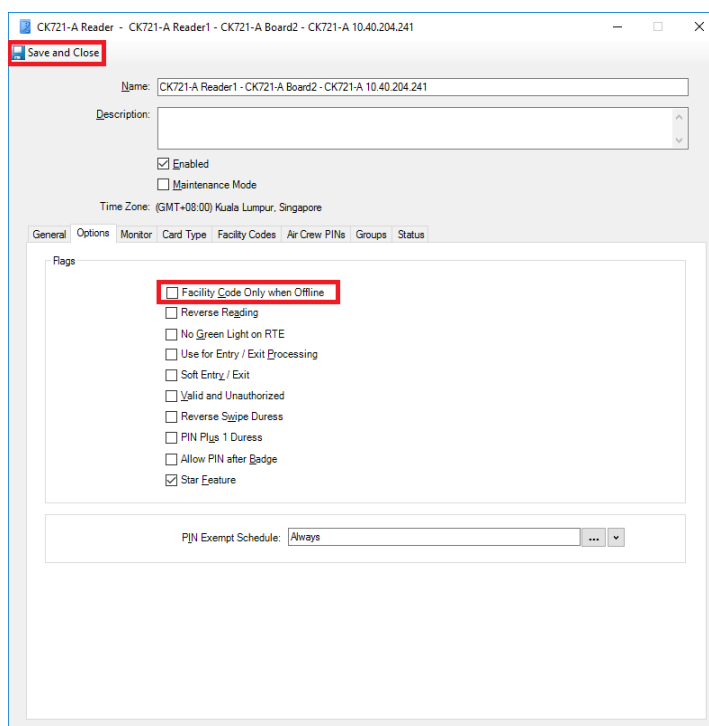 CK721-A Reader - CK721-A Reader1 - CK721-A Board2 - CK721-A 10.40.204.241
Save and Close
Name: CK721-A Reader1 - CK721-A Board2 - CK721-A 10.40.204.241
Description:
Enabled
Maintenance Mode
Time Zone: (GMT+08:00) Kuala Lumpur, Singapore
General Options Monitor Card Type Facility Codes Air Crew PINs Groups Status
Flags
Facility Code Only when Offline
Reverse Reading
No Green Light on RTE
Use for Entry / Exit Processing
Soft Entry / Exit
Valid and Unauthorized
Reverse Swipe Duress
PIN Plus 1 Duress
Allow PIN after Badge
Star Feature
PIN Exempt Schedule: Always ...